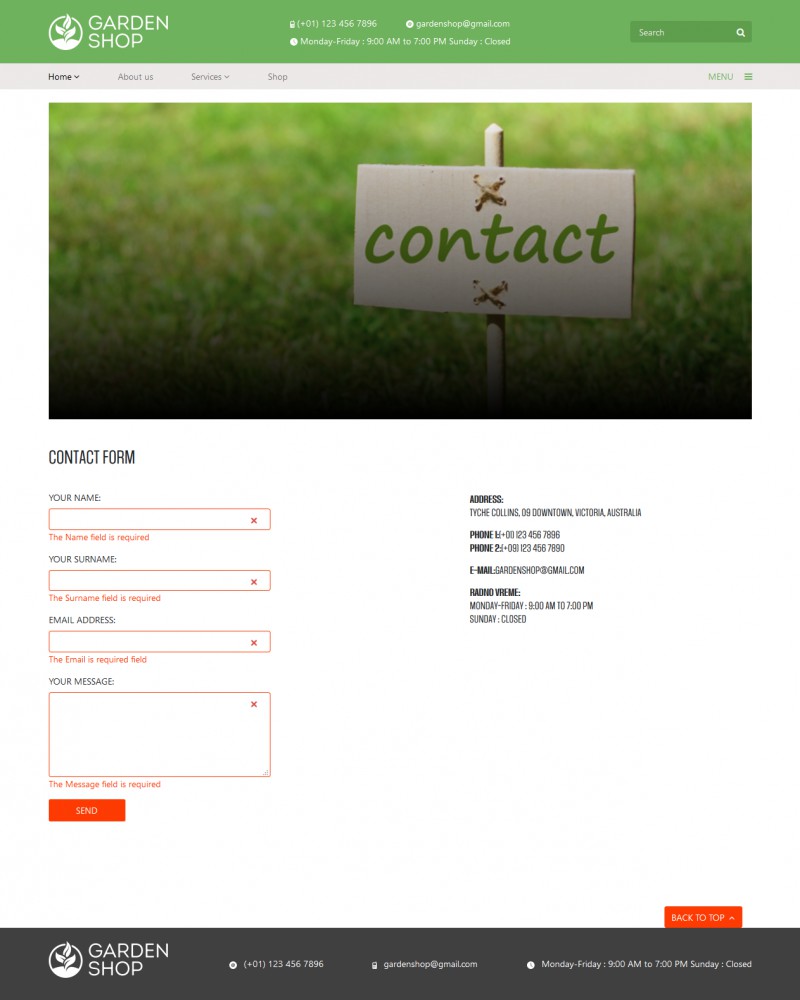 GARDEN
SHOP
(+01) 123 456 7896
gardenshop@gmail.com
Monday-Friday : 9:00 AM to 7:00 PM Sunday : Closed
Search
Home
About us
Services
Shop
MENU
contact
CONTACT FORM
YOUR NAME:
The Name field is required
YOUR SURNAME:
The Surname field is required
EMAIL ADDRESS:
The Email is required field
YOUR MESSAGE:
The Message field is required
SEND
ADDRESS:
TYCHE COLLINS, 09 DOWNTOWN, VICTORIA, AUSTRALIA
PHONE 1:(+01) 123 456 7896
PHONE 2:(+09) 123 456 7890
E-MAIL:GARDENSHOP@GMAIL.COM
RADNO VREME:
MONDAY-FRIDAY : 9:00 AM TO 7:00 PM
SUNDAY : CLOSED
BACK TO TOP
GARDEN
SHOP
(+01) 123 456 7896
gardenshop@gmail.com
Monday-Friday : 9:00 AM to 7:00 PM Sunday : Closed